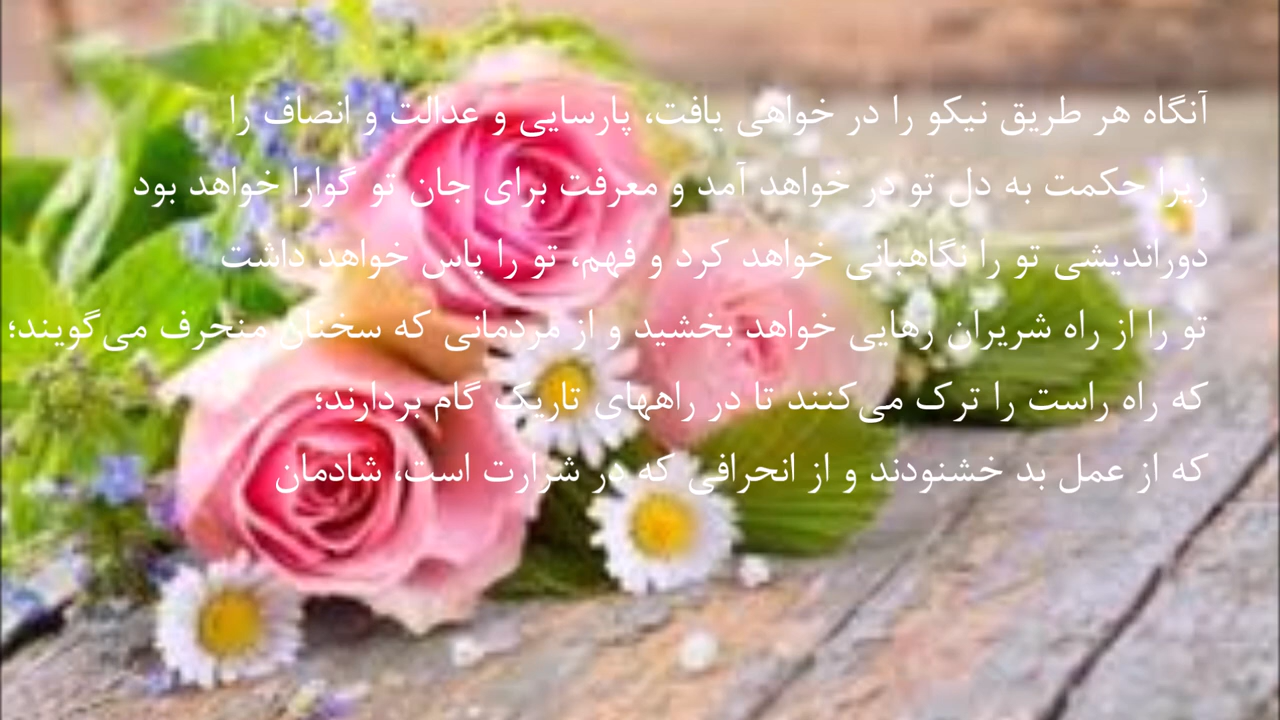 آنگاه هر طریق نیکو را در خواهی یافت، پارسایی و عدالت و انصاف را
زیرا حکمت به دل تو در خواهد آمد و معرفت برای جان تو گوارا خواهد بود
دوراندیشی تو را نگاهبانی خواهد کرد و فهم، تو را پاس خواهد داشت
تو را از راه شریران رهایی خواهد بخشید و از مردمانی که سخنان منحرف می‌گویند؛
که راه راست را ترک می‌کنند تا در راههای تاریک گام بردارند؛
که از عمل بد خشنودند و از انحرافی که در شرارت است، شادمان